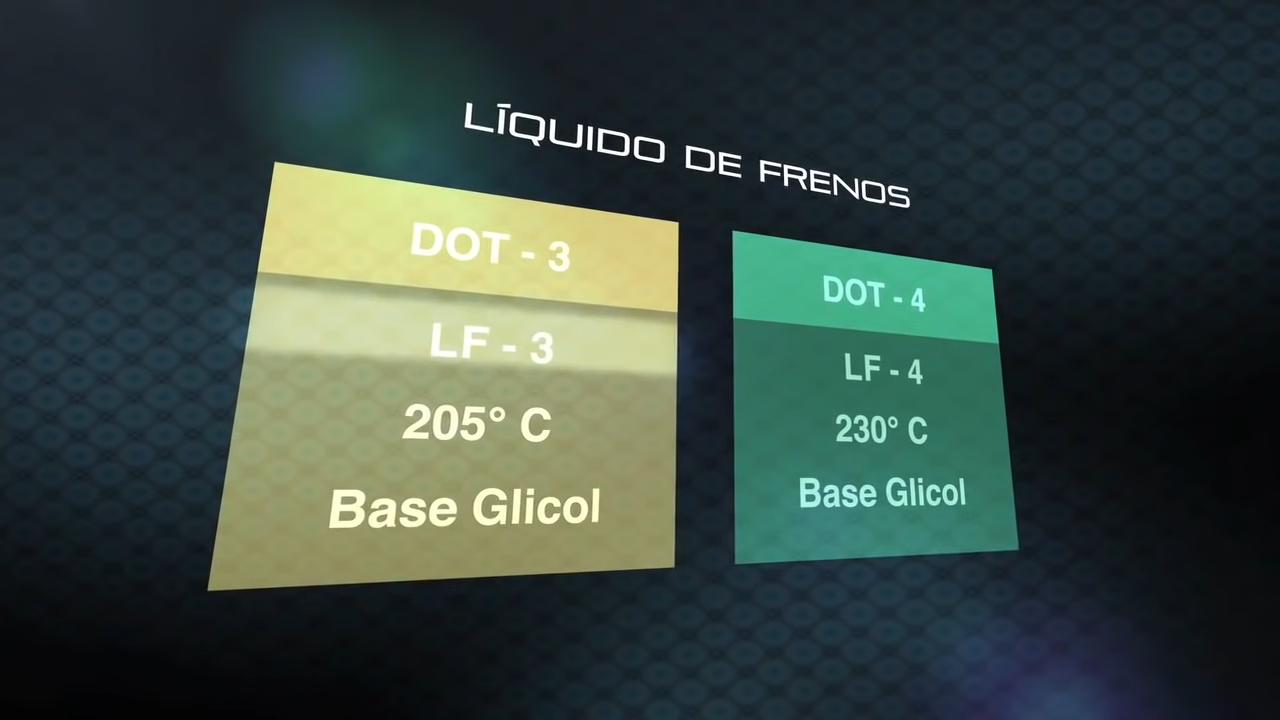 LÍQUIDO DE FRENOS
DOT - 3
LF - 3
205° C
Base Glicol
DOT - 4
LF - 4
230° C
Base Glicol